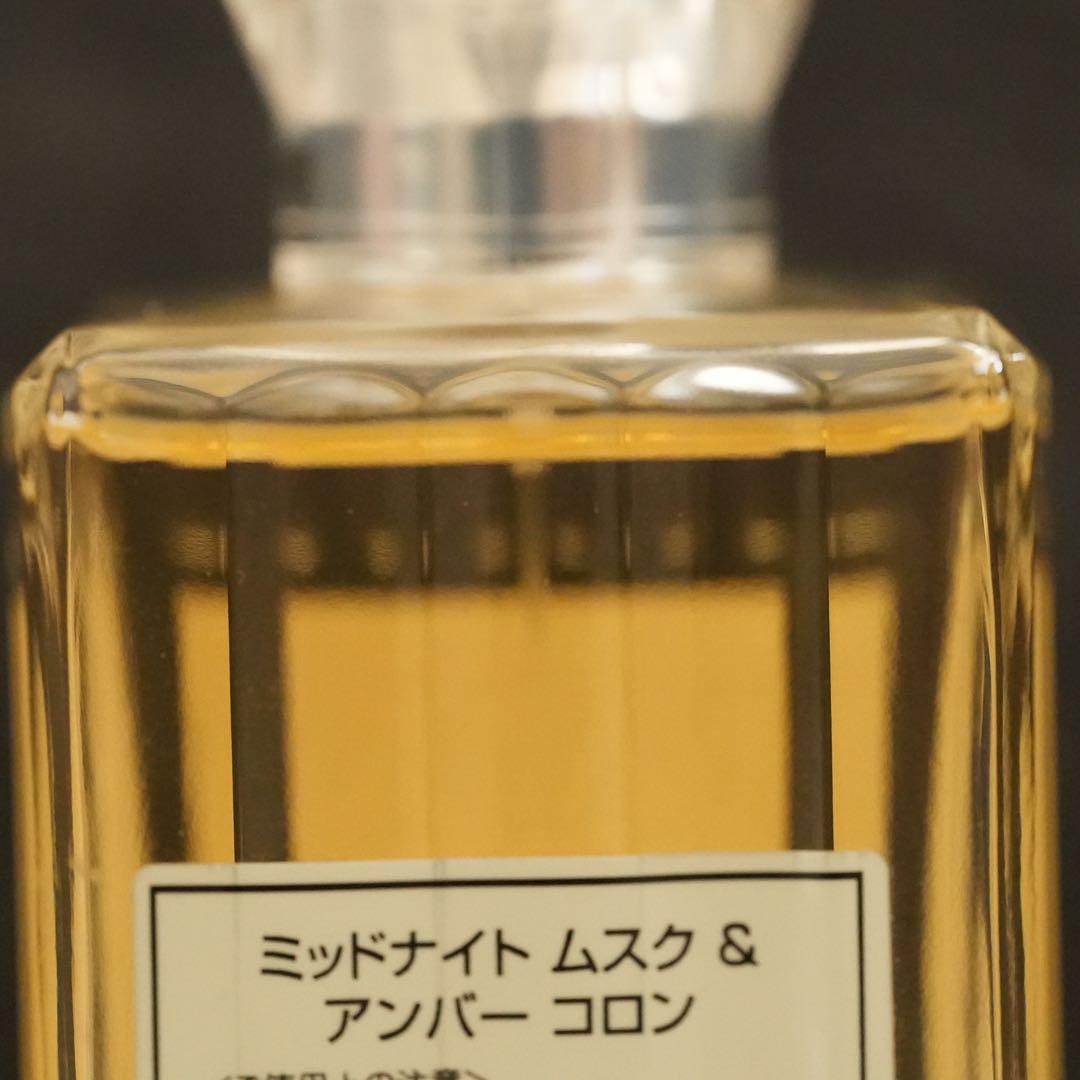 ミッドナイト ムスク &
アンバー コロン